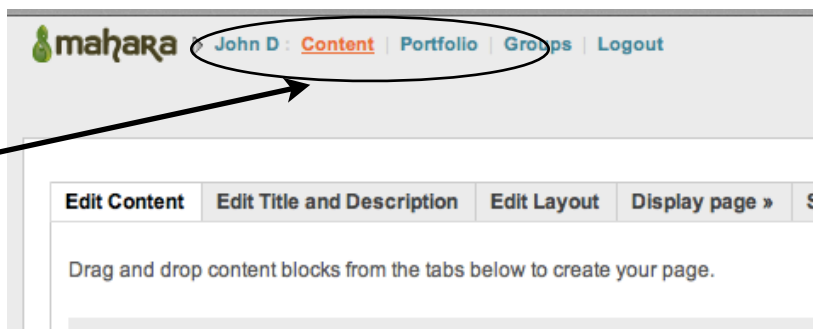 mahara » John D : Content | Portfolio | Groups | Logout
Edit Content Edit Title and Description Edit Layout Display page »
Drag and drop content blocks from the tabs below to create your page.